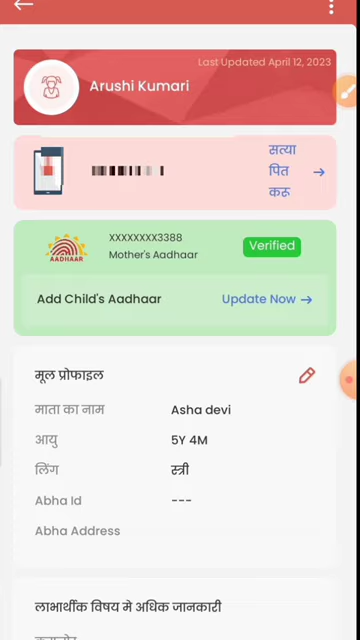 Last Updated April 12, 2023
Arushi Kumari
सत्या
पित
करू
XXXXXXXX3388
Mother's Aadhaar
Verified
AADHAAR
Add Child's Aadhaar
Update Now
मूल प्रोफाइल
माता का नाम
Asha devi
आयु
5Y 4M
लिंग
स्त्री
Abha Id
---
Abha Address
लाभार्थीक विषय मे अधिक जानकारी